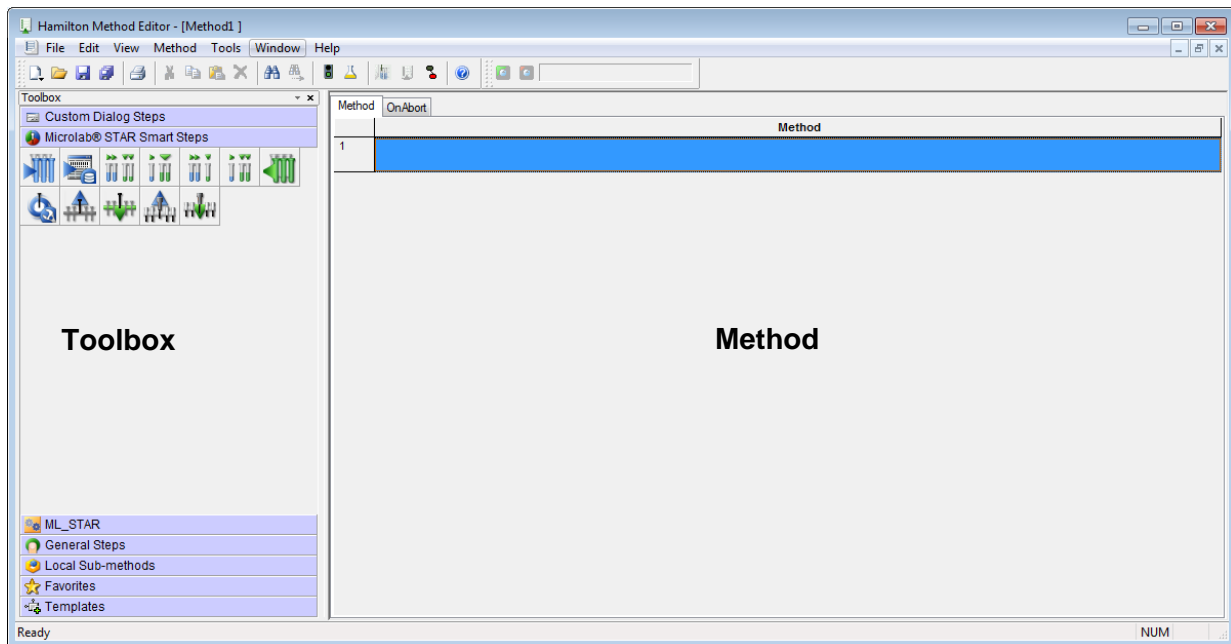 Hamilton Method Editor - [Method1 ]
File Edit View Method Tools Window Help
Toolbox
Custom Dialog Steps
Microlab® STAR Smart Steps
Toolbox
ML_STAR
General Steps
Local Sub-methods
Favorites
Templates
Method OnAbort
Method
1
Method
Ready NUM